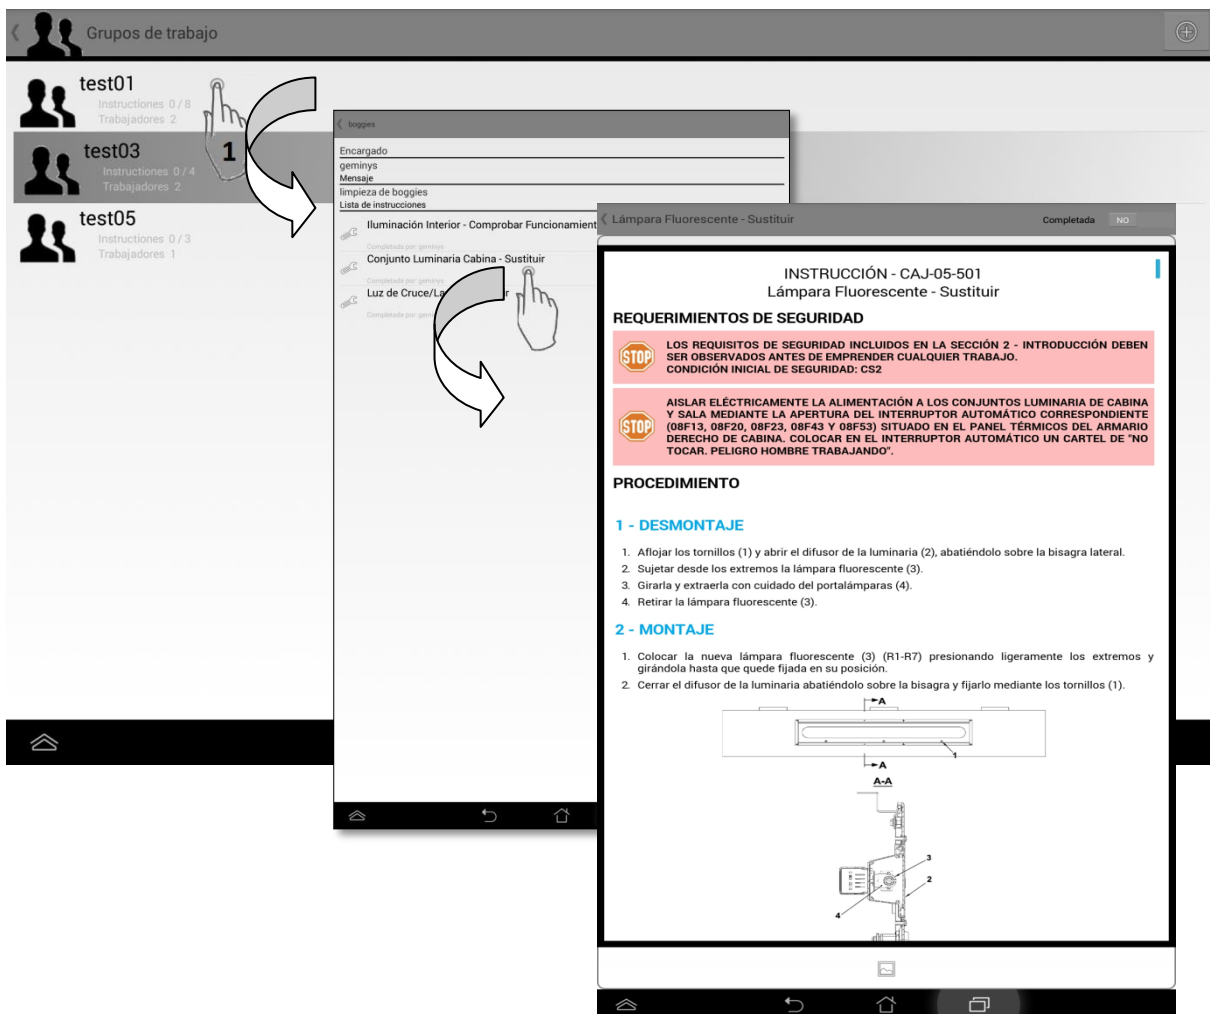 Grupos de trabajo
test01
Instructiones 0 / 8
Trabajadores 2
1
test03
Instructiones 0 / 4
Trabajadores 2
test05
Instructiones 0 / 3
Trabajadores 1
boggies
Encargado
geminys
Mensaje
limpieza de boggies
Lista de instrucciones
Iluminación Interior - Comprobar Funcionamient
Completada por: geminys
Conjunto Luminaria Cabina - Sustituir
Completada por: geminys
Luz de Cruce/La
r
Completada por: gemi
Lámpara Fluorescente - Sustituir
Completada
NO
INSTRUCCIÓN - CAJ-05-501
Lámpara Fluorescente - Sustituir
REQUERIMIENTOS DE SEGURIDAD
STOP
LOS REQUISITOS DE SEGURIDAD INCLUIDOS EN LA SECCIÓN 2 - INTRODUCCIÓN DEBEN
SER OBSERVADOS ANTES DE EMPRENDER CUALQUIER TRABAJO.
CONDICIÓN INICIAL DE SEGURIDAD: CS2
STOP
AISLAR ELÉCTRICAMENTE LA ALIMENTACIÓN A LOS CONJUNTOS LUMINARIA DE CABINA
Y SALA MEDIANTE LA APERTURA DEL INTERRUPTOR AUTOMÁTICO CORRESPONDIENTE
(08F13, 08F20, 08F23, 08F43 Y 08F53) SITUADO EN EL PANEL TÉRMICOS DEL ARMARIO
DERECHO DE CABINA. COLOCAR EN EL INTERRUPTOR AUTOMÁTICO UN CARTEL DE "NO
TOCAR. PELIGRO HOMBRE TRABAJANDO".
PROCEDIMIENTO
1 - DESMONTAJE
1. Aflojar los tornillos (1) y abrir el difusor de la luminaria (2), abatiéndolo sobre la bisagra lateral.
2. Sujetar desde los extremos la lámpara fluorescente (3).
3. Girarla y extraerla con cuidado del portalámparas (4).
4. Retirar la lámpara fluorescente (3).
2 - MONTAJE
1. Colocar la nueva lámpara fluorescente (3) (R1-R7) presionando ligeramente los extremos y
girándola hasta que quede fijada en su posición.
2. Cerrar el difusor de la luminaria abatiéndolo sobre la bisagra y fijarlo mediante los tornillos (1).
A
1
A
A-A
3
2
4